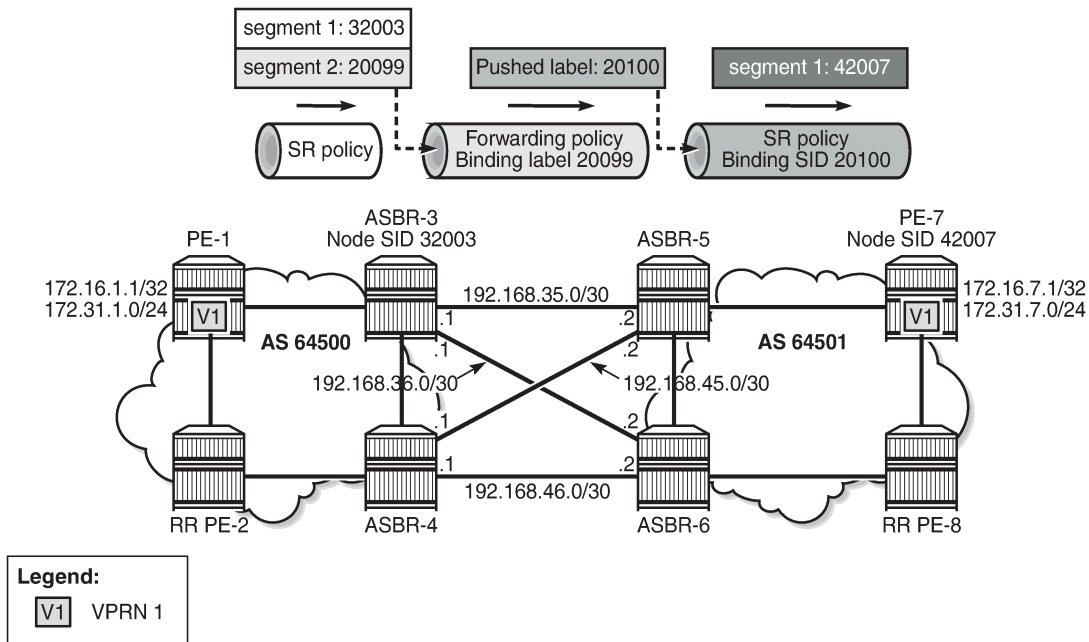 segment 1: 32003
segment 2: 20099
Pushed label: 20100
segment 1: 42007
SR policy
Forwarding policy
Binding label 20099
SR policy
Binding SID 20100
PE-1
ASBR-3
Node SID 32003
ASBR-5
PE-7
Node SID 42007
172.16.1.1/32
172.31.1.0/24
V1
AS 64500
192.168.35.0/30
.1
.2
.1
.2
AS 64501
V1
172.16.7.1/32
172.31.7.0/24
192.168.36.0/30
192.168.45.0/30
.1
.2
.1
.2
192.168.46.0/30
RR PE-2
ASBR-4
ASBR-6
RR PE-8
Legend:
V1 VPRN 1